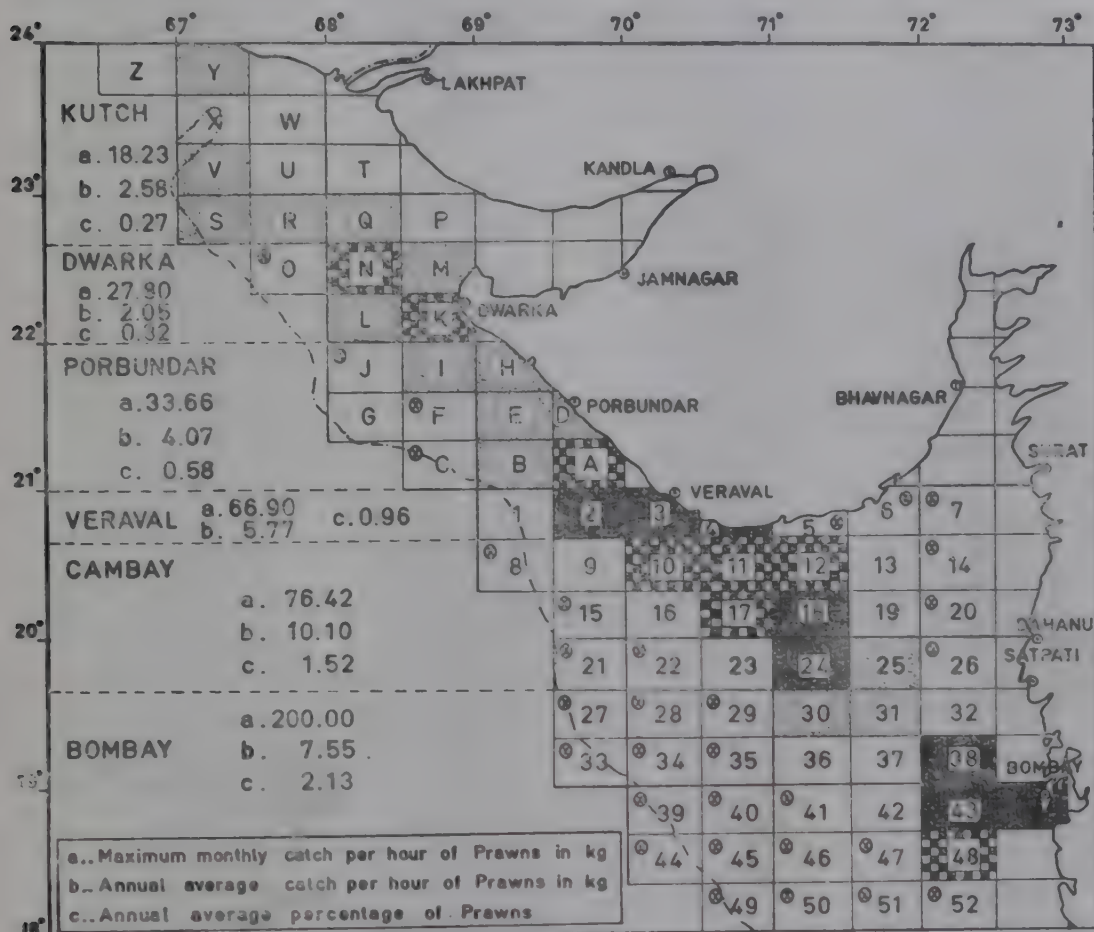 67° 68° 69° 70° 71° 72° 73°
24°
Z Y
LAKHPAT
KUTCH
X W
a. 18.23
KANDLA
V U T
b. 2.58
23°
c. 0.27
S R Q P
DWARKA
O N M
JAMNAGAR
a. 27.90
b. 2.05
c 0.32
L K DWARKA
22°
PORBUNDAR
J I H
BHAVNAGAR
a. 33.66
G F E D PORBUNDAR
b. 4.07
c. 0.58
C B A
SURAT
21°
VERAVAL
VERAVAL a. 66.90 c. 0.96
b. 5.77
1 2 3 5 6 7
CAMBAY
8 9 10 11 12 13 14
a. 76.42
15 16 17 18 19 20
b. 10.10
DAHANU
20°
c. 1.52
SATPATI
21 22 23 24 25 26
a. 200.00
27 28 29 30 31 32
BOMBAY b. 7.55
33 34 35 36 37 38 BOMBAY
c. 2.13
19°
39 40 41 42 43
a.. Maximum monthly catch per hour of Prawns in kg
44 45 46 47 48
b.. Annual average catch per hour of Prawns in kg
c.. Annual average percentage of Prawns
49 50 51 52
18°